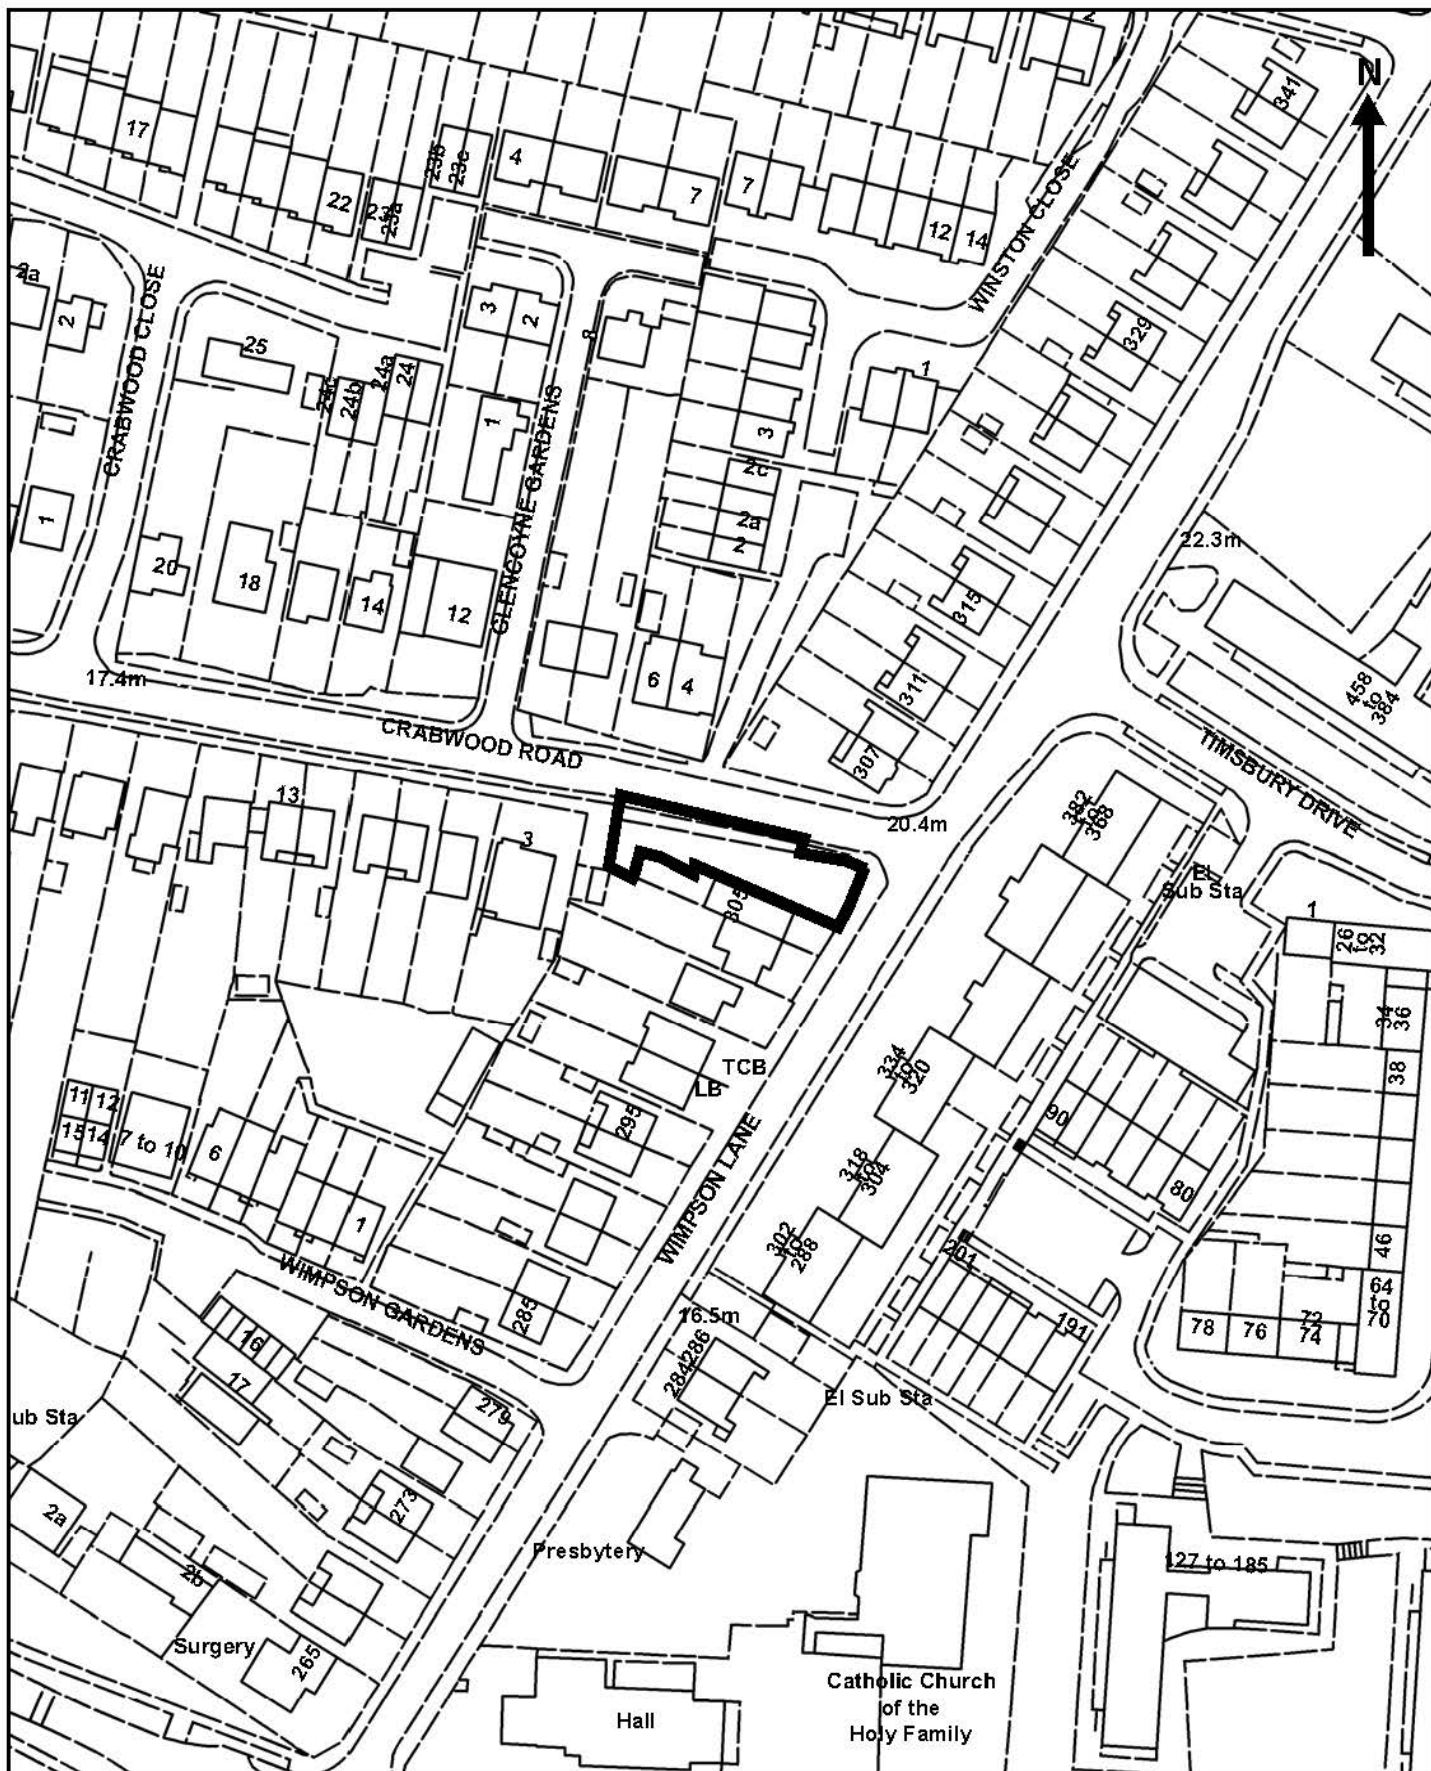 2
341
N
17
23b
23c
4
7
7
22
23
23a
12
14
WINSTON CLOSE
2a
2
CRABWOOD CLOSE
3
2
8
329
25
24c
24b
24a
24
1
1
3
GLENCOYNE GARDENS
2c
2a
2
1
22.3m
20
18
14
12
315
311
6
4
17.4m
458
to
384
CRABWOOD ROAD
307
TIMSBURY DRIVE
13
3
20.4m
382
to
368
El
Sub Sta
305
1
26
to
32
34
36
38
TCB
LB
334
to
320
11
12
15
14
7 to 10
6
295
90
80
1
WIMPSON LANE
318
to
304
302
to
288
201
46
WIMPSON GARDENS
285
16.5m
191
64
to
70
78
76
72
74
16
17
284
286
279
El Sub Sta
ub Sta
273
2a
2b
Presbytery
127 to 185
Surgery
265
Hall
Catholic Church
of the
Holy Family